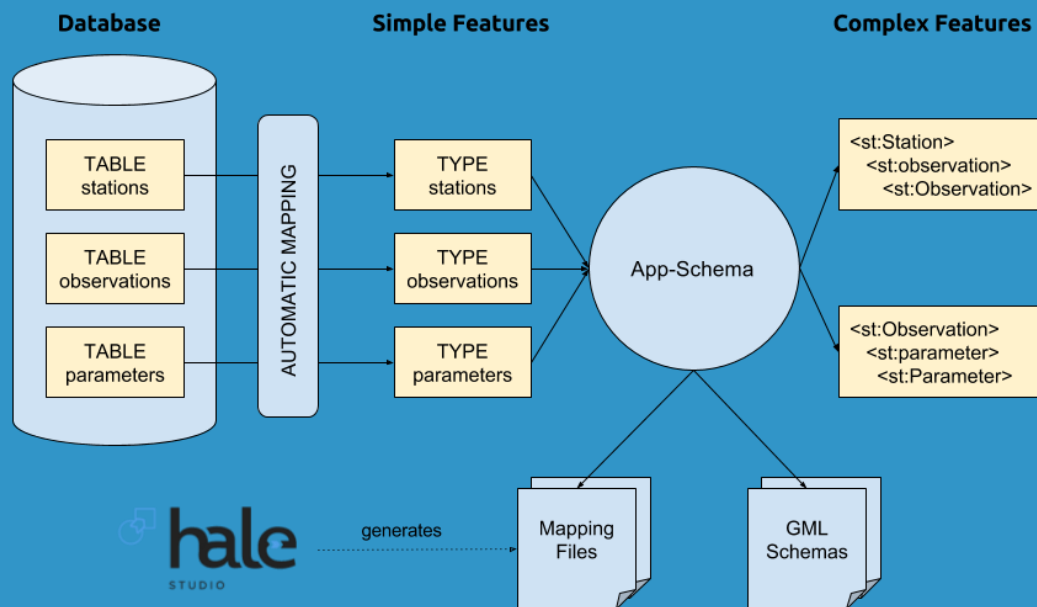 Database
Simple Features
Complex Features
TABLE
stations
TABLE
observations
TABLE
parameters
AUTOMATIC MAPPING
TYPE
stations
TYPE
observations
TYPE
parameters
App-Schema
<st:Station>
<st:observation>
<st:Observation>
<st:Observation>
<st:parameter>
<st:Parameter>
hale
STUDIO
generates
Mapping
Files
GML
Schemas